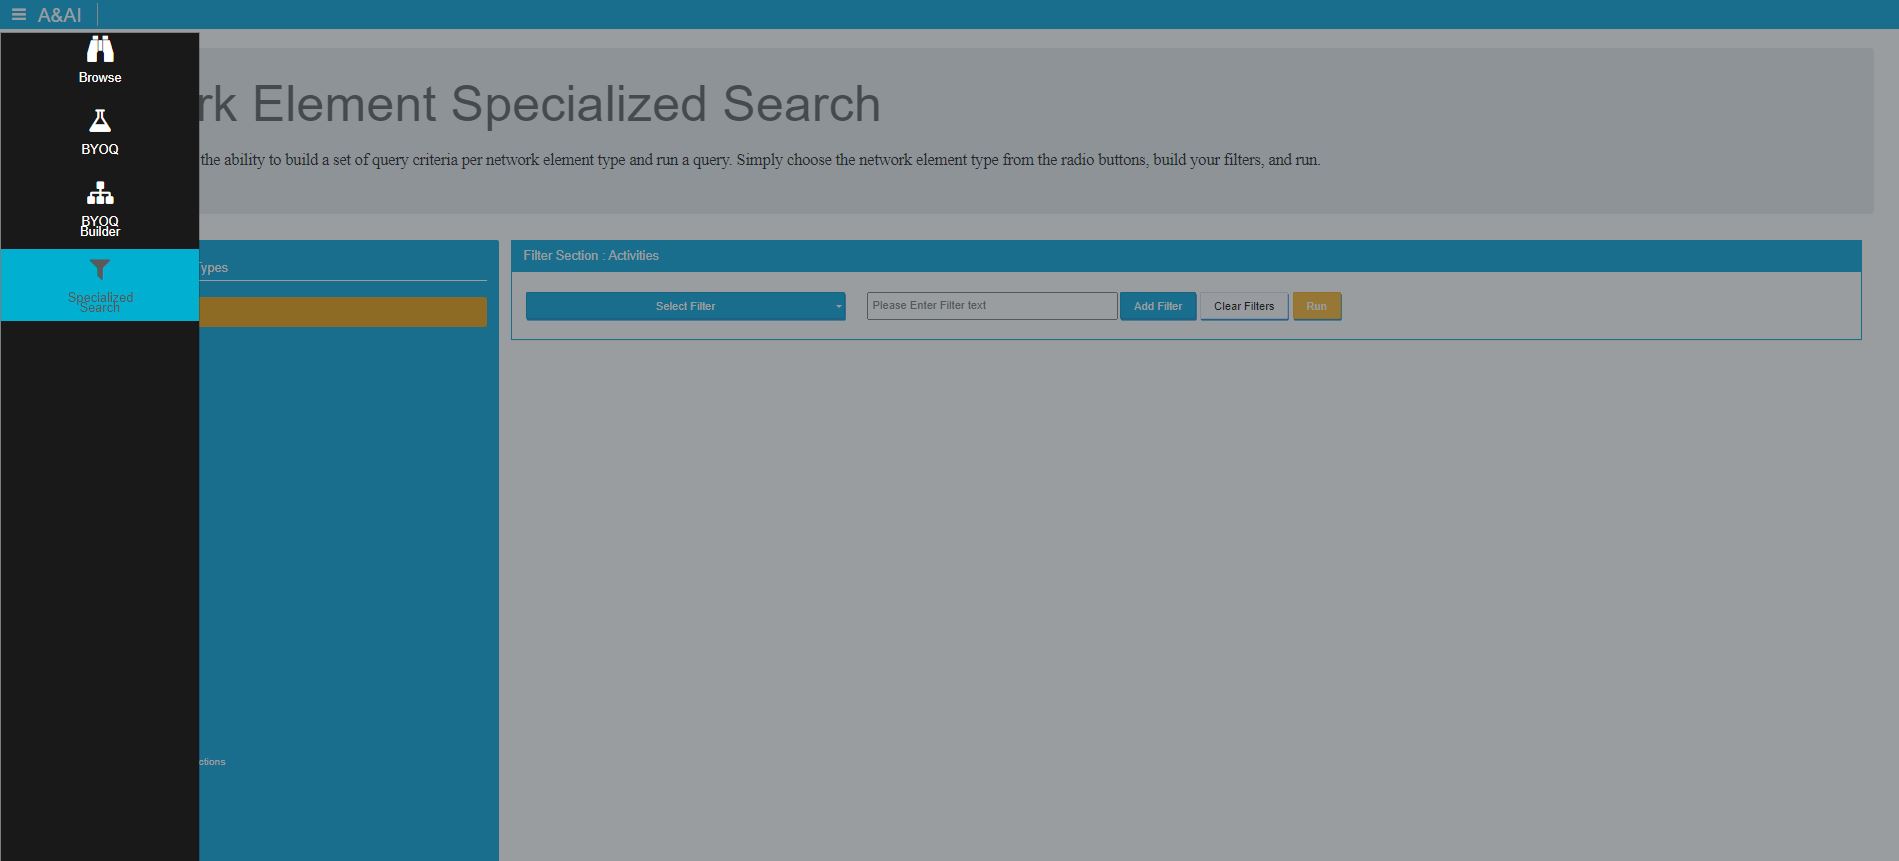 A&AI
Browse
BYOQ
BYOQ
Builder
Specialized
Search
rk Element Specialized Search
the ability to build a set of query criteria per network element type and run a query. Simply choose the network element type from the radio buttons, build your filters, and run.
Types
ctions
Filter Section : Activities
Select Filter
Please Enter Filter text
Add Filter
Clear Filters
Run